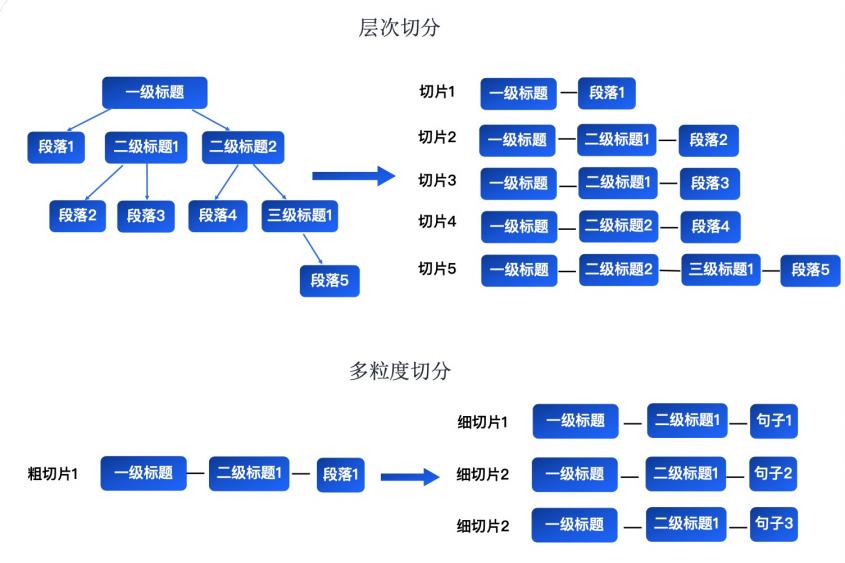 层次切分
一级标题
段落1 二级标题1 二级标题2
段落2 段落3 段落4 三级标题1
段落5
切片1 一级标题 段落1
切片2 一级标题 二级标题1 段落2
切片3 一级标题 二级标题1 段落3
切片4 一级标题 二级标题2 段落4
切片5 一级标题 二级标题2 三级标题1 段落5
多粒度切分
粗切片1 一级标题 二级标题1 段落1
细切片1 一级标题 二级标题1 句子1
细切片2 一级标题 二级标题1 句子2
细切片2 一级标题 二级标题1 句子3